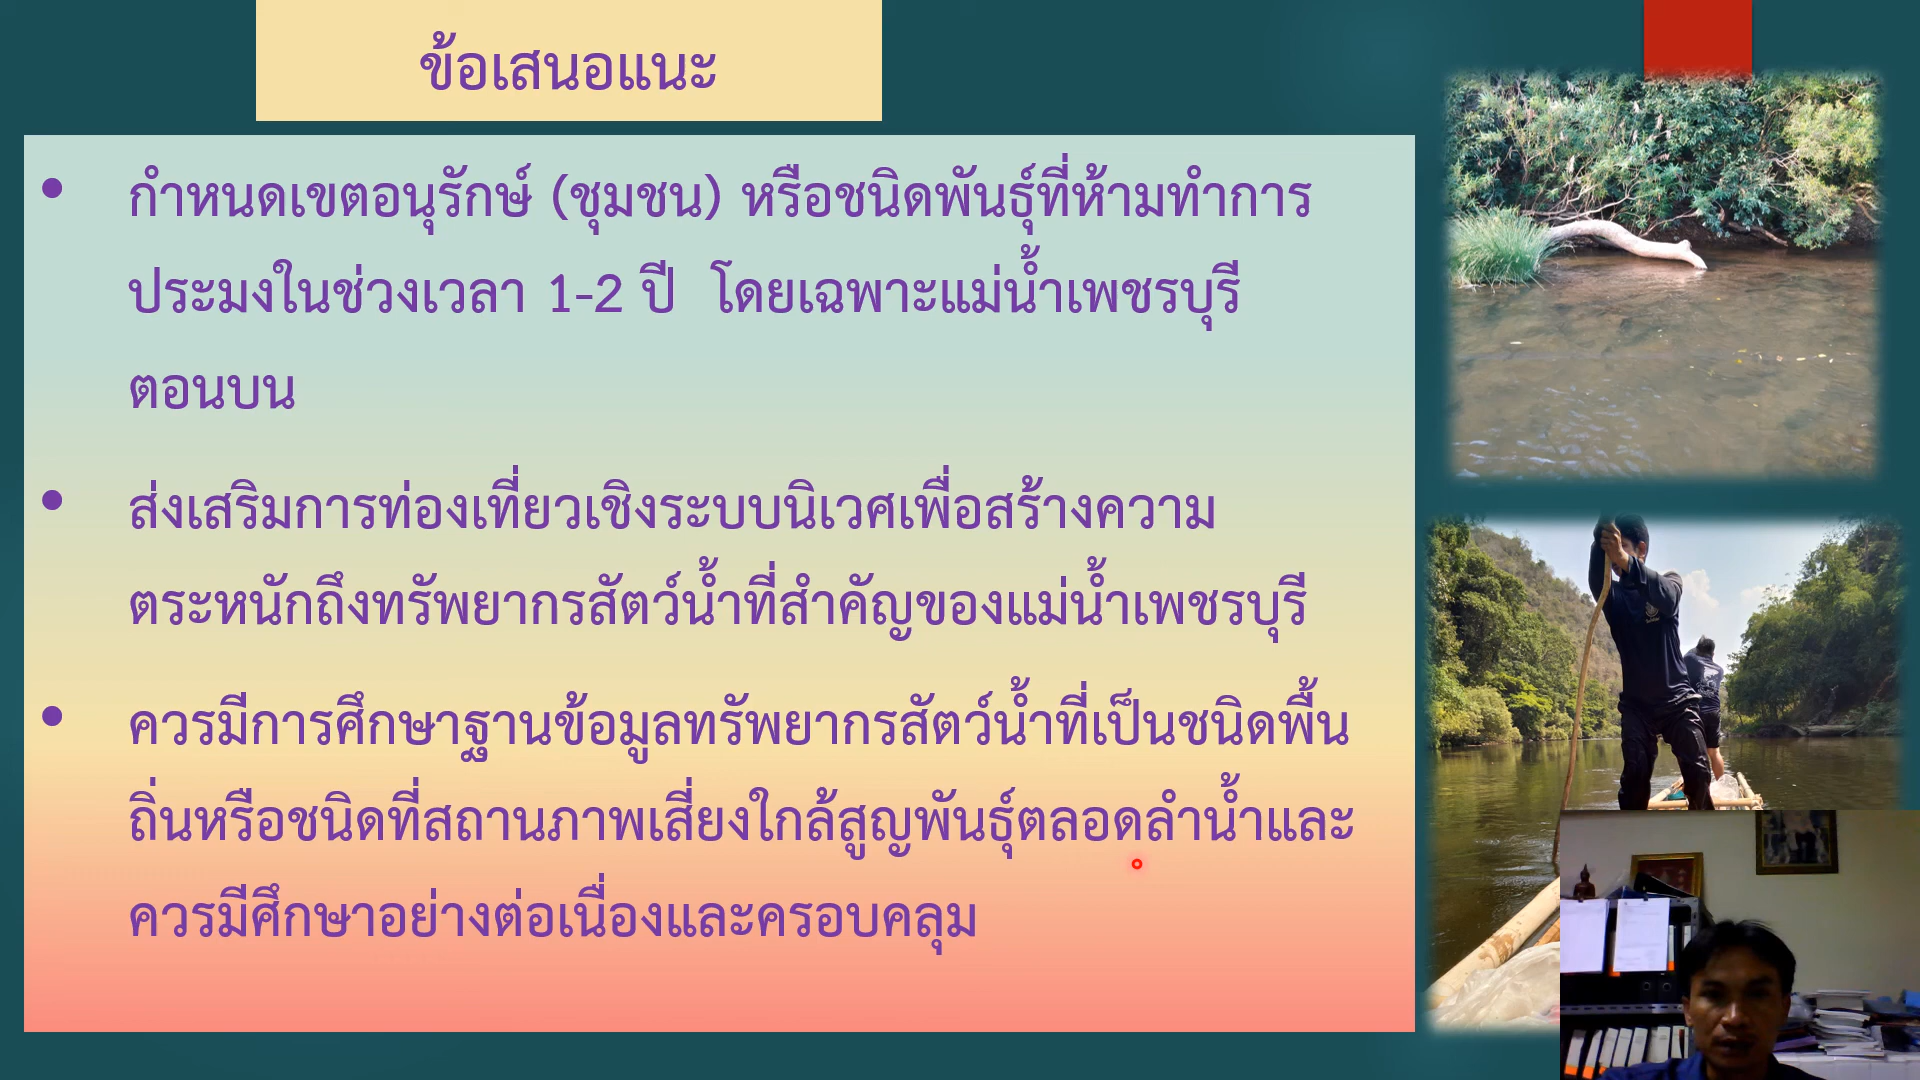 ข้อเสนอแนะ
• กำหนดเขตอนุรักษ์ (ชุมชน) หรือชนิดพันธุ์ที่ห้ามทำการ
ประมงในช่วงเวลา 1-2 ปี โดยเฉพาะแม่น้ำเพชรบุรี
ตอนบน
• ส่งเสริมการท่องเที่ยวเชิงระบบนิเวศเพื่อสร้างความ
ตระหนักถึงทรัพยากรสัตว์น้ำที่สำคัญของแม่น้ำเพชรบุรี
• ควรมีการศึกษาฐานข้อมูลทรัพยากรสัตว์น้ำที่เป็นชนิดพื้น
ถิ่นหรือชนิดที่สถานภาพเสี่ยงใกล้สูญพันธุ์ตลอดลำน้ำและ
ควรมีศึกษาอย่างต่อเนื่องและครอบคลุม